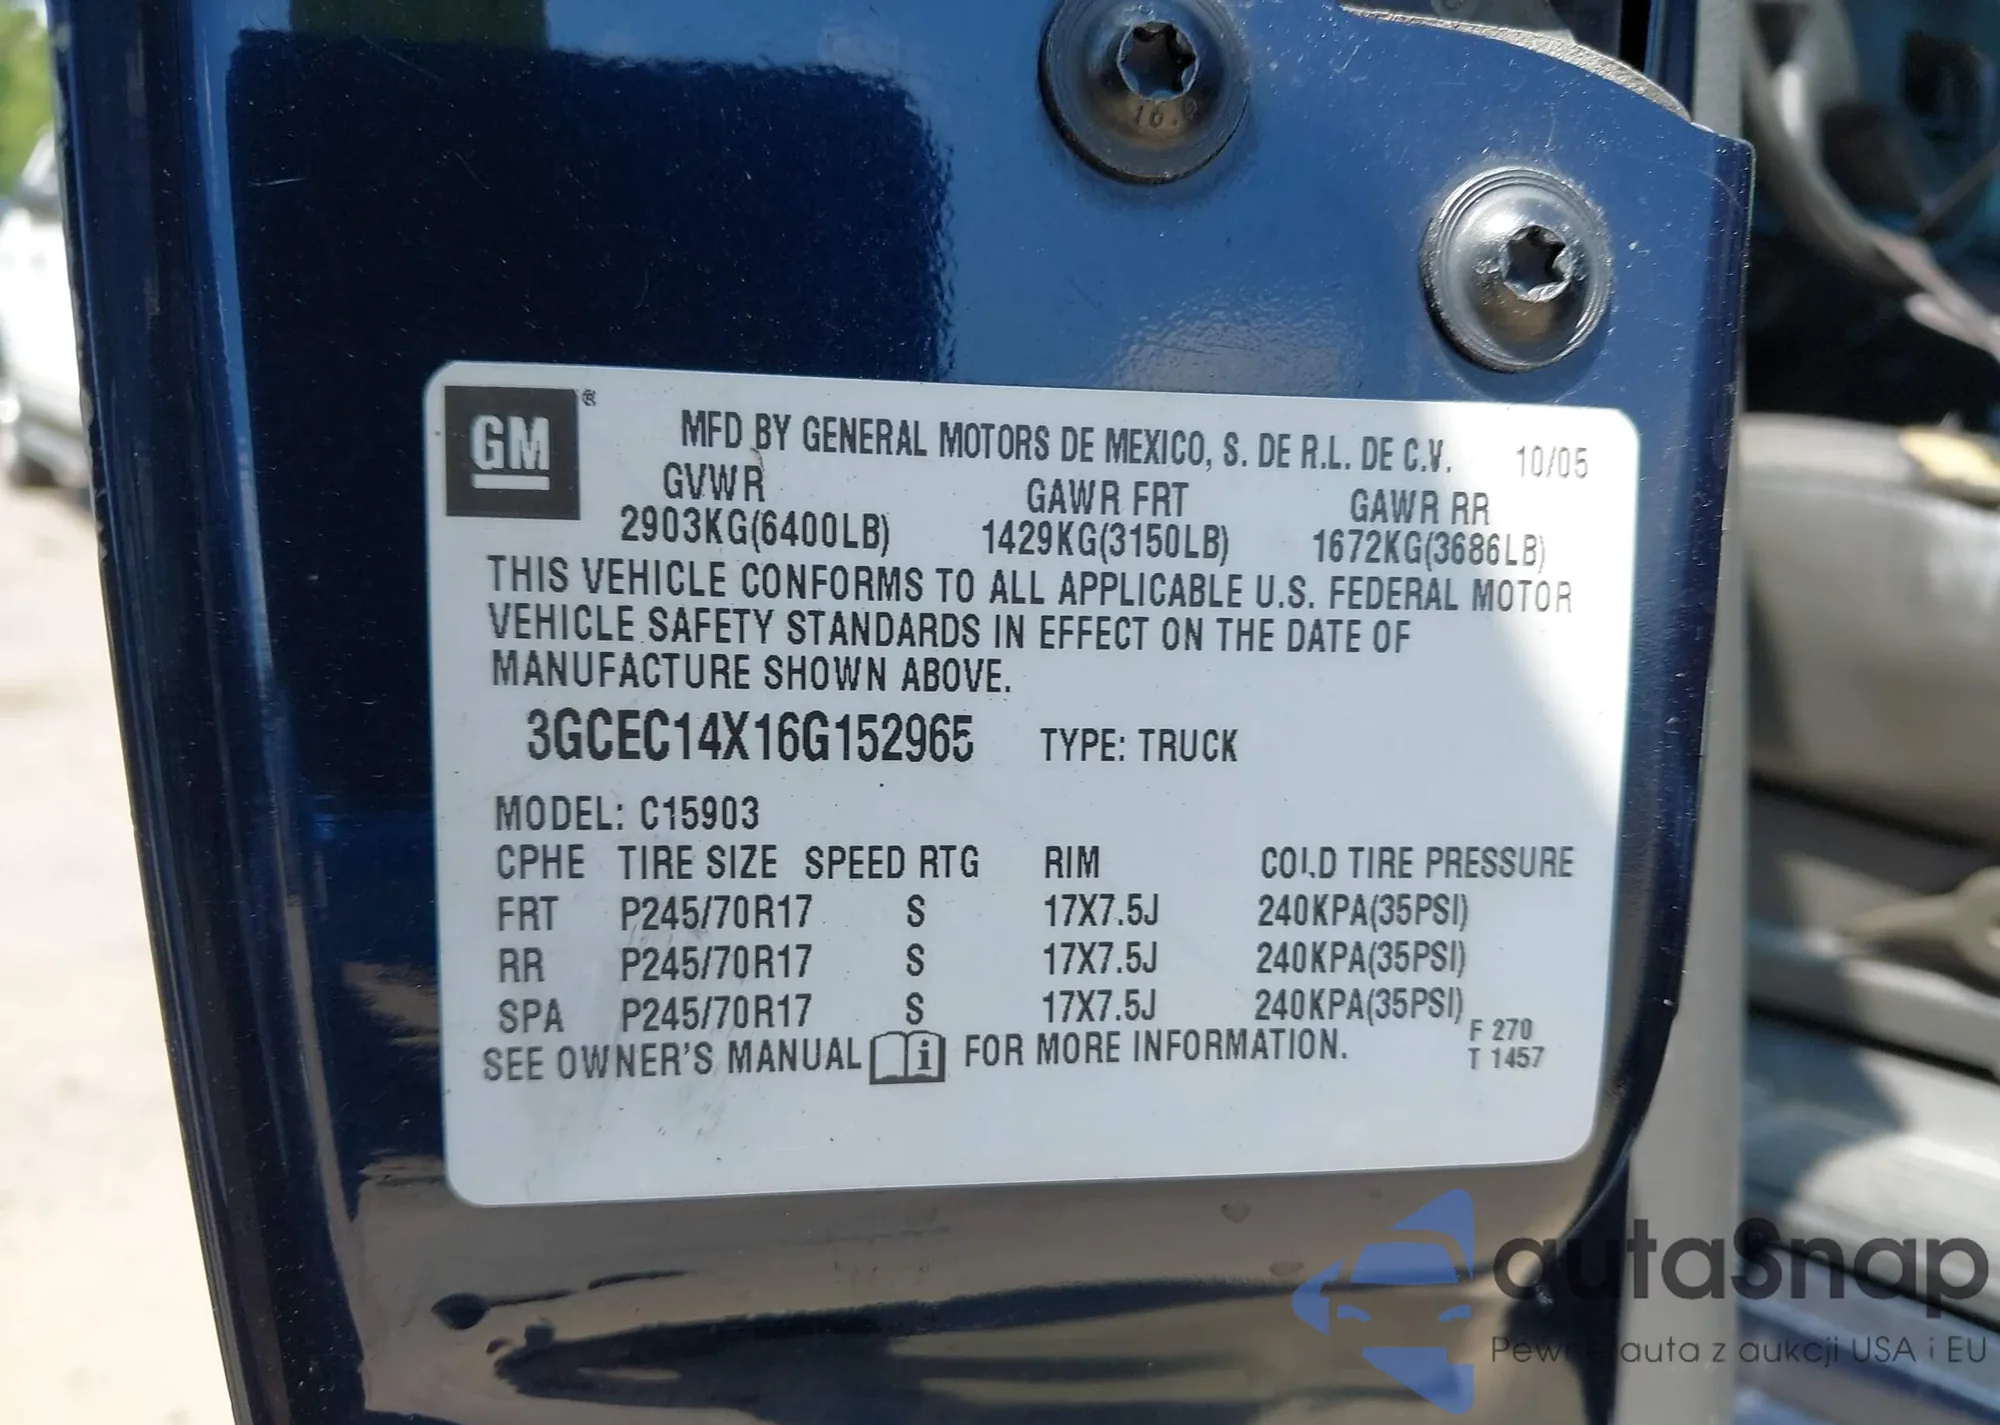 10.9
GM ®
MFD BY GENERAL MOTORS DE MEXICO, S. DE R.L. DE C.V. 10/05
GVWR GAWR FRT GAWR RR
2903KG(6400LB) 1429KG(3150LB) 1672KG(3686LB)
THIS VEHICLE CONFORMS TO ALL APPLICABLE U.S. FEDERAL MOTOR
VEHICLE SAFETY STANDARDS IN EFFECT ON THE DATE OF
MANUFACTURE SHOWN ABOVE.
3GCEC14X16G152965 TYPE: TRUCK
MODEL: C15903
CPHE TIRE SIZE SPEED RTG RIM COLD TIRE PRESSURE
FRT P245/70R17 S 17X7.5J 240KPA(35PSI)
RR P245/70R17 S 17X7.5J 240KPA(35PSI)
SPA P245/70R17 S 17X7.5J 240KPA(35PSI)
SEE OWNER'S MANUAL i FOR MORE INFORMATION.
F 270
T 1457
autaSnap
Pewne auta z aukcji USA i EU